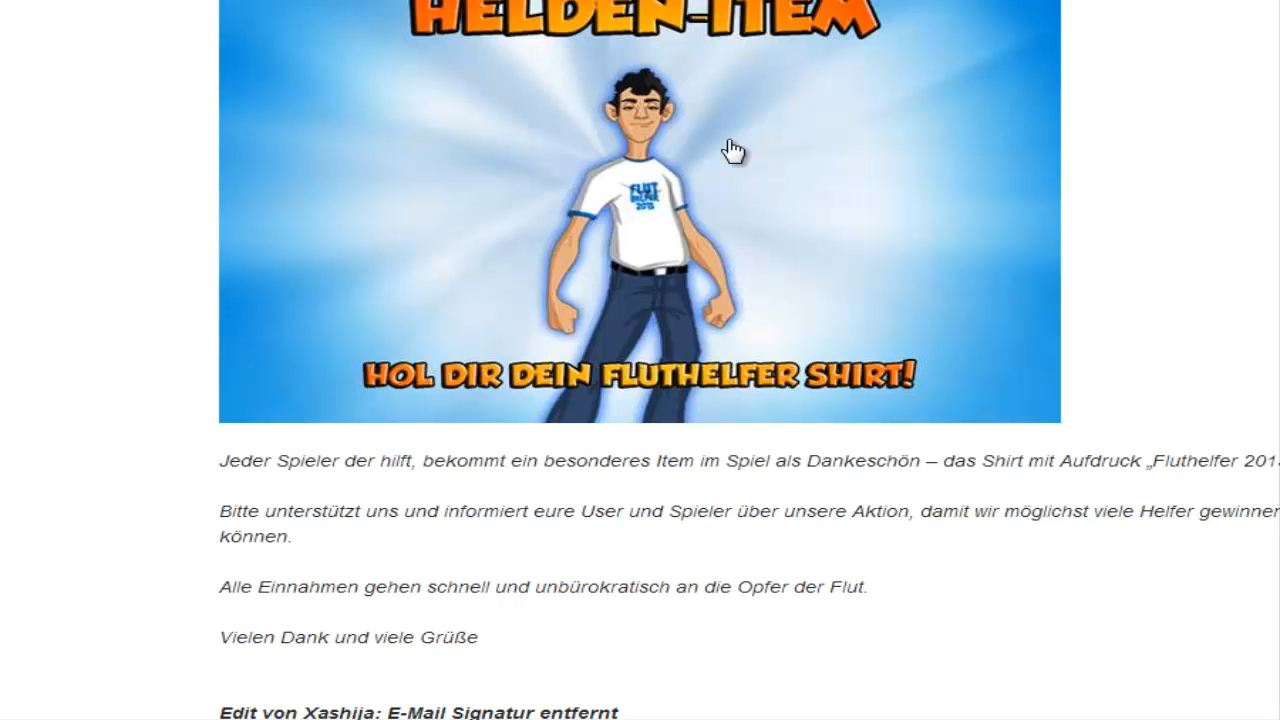 HELDEN-ITEM
FLUT
HELFER
2013
HOL DIR DEIN FLUTHELFER SHIRT!
Jeder Spieler der hilft, bekommt ein besonderes Item im Spiel als Dankeschön – das Shirt mit Aufdruck „Fluthelfer 201
Bitte unterstützt uns und informiert eure User und Spieler über unsere Aktion, damit wir möglichst viele Helfer gewinnen
können.
Alle Einnahmen gehen schnell und unbürokratisch an die Opfer der Flut.
Vielen Dank und viele Grüße
Edit von Xashija: E-Mail Signatur entfernt